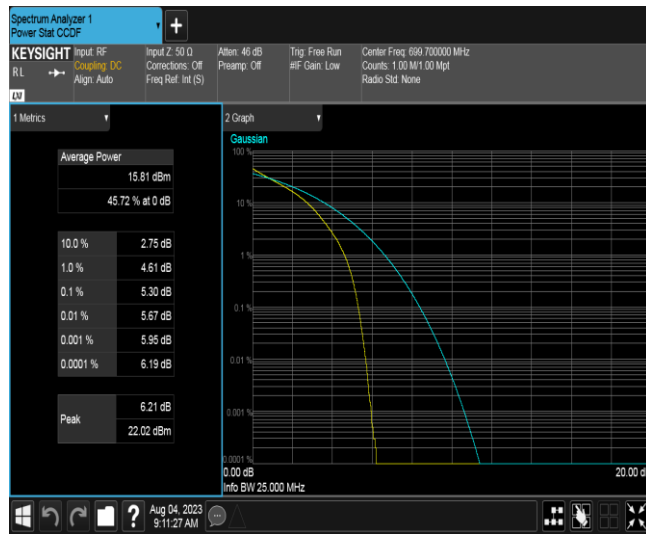 Spectrum Analyzer 1
Power Stat CCDF
KEYSIGHT
RL
LXI
Input: RF
Coupling: DC
Align: Auto
Input Z: 50 Ω
Corrections: Off
Freq Ref: Int (S)
Atten: 46 dB
Preamp: Off
Trig: Free Run
#IF Gain: Low
Center Freq: 699.700000 MHz
Counts: 1.00 M/1.00 Mpt
Radio Std: None
1 Metrics
Average Power
15.81 dBm
45.72 % at 0 dB
10.0 % 2.75 dB
1.0 % 4.61 dB
0.1 % 5.30 dB
0.01 % 5.67 dB
0.001 % 5.95 dB
0.0001 % 6.19 dB
Peak
6.21 dB
22.02 dBm
2 Graph
Gaussian
100 %
10 %
1 %
0.1 %
0.01 %
0.001 %
0.0001 %
0.00 dB
20.00 d
Info BW 25.000 MHz
?
Aug 04, 2023
9:11:27 AM